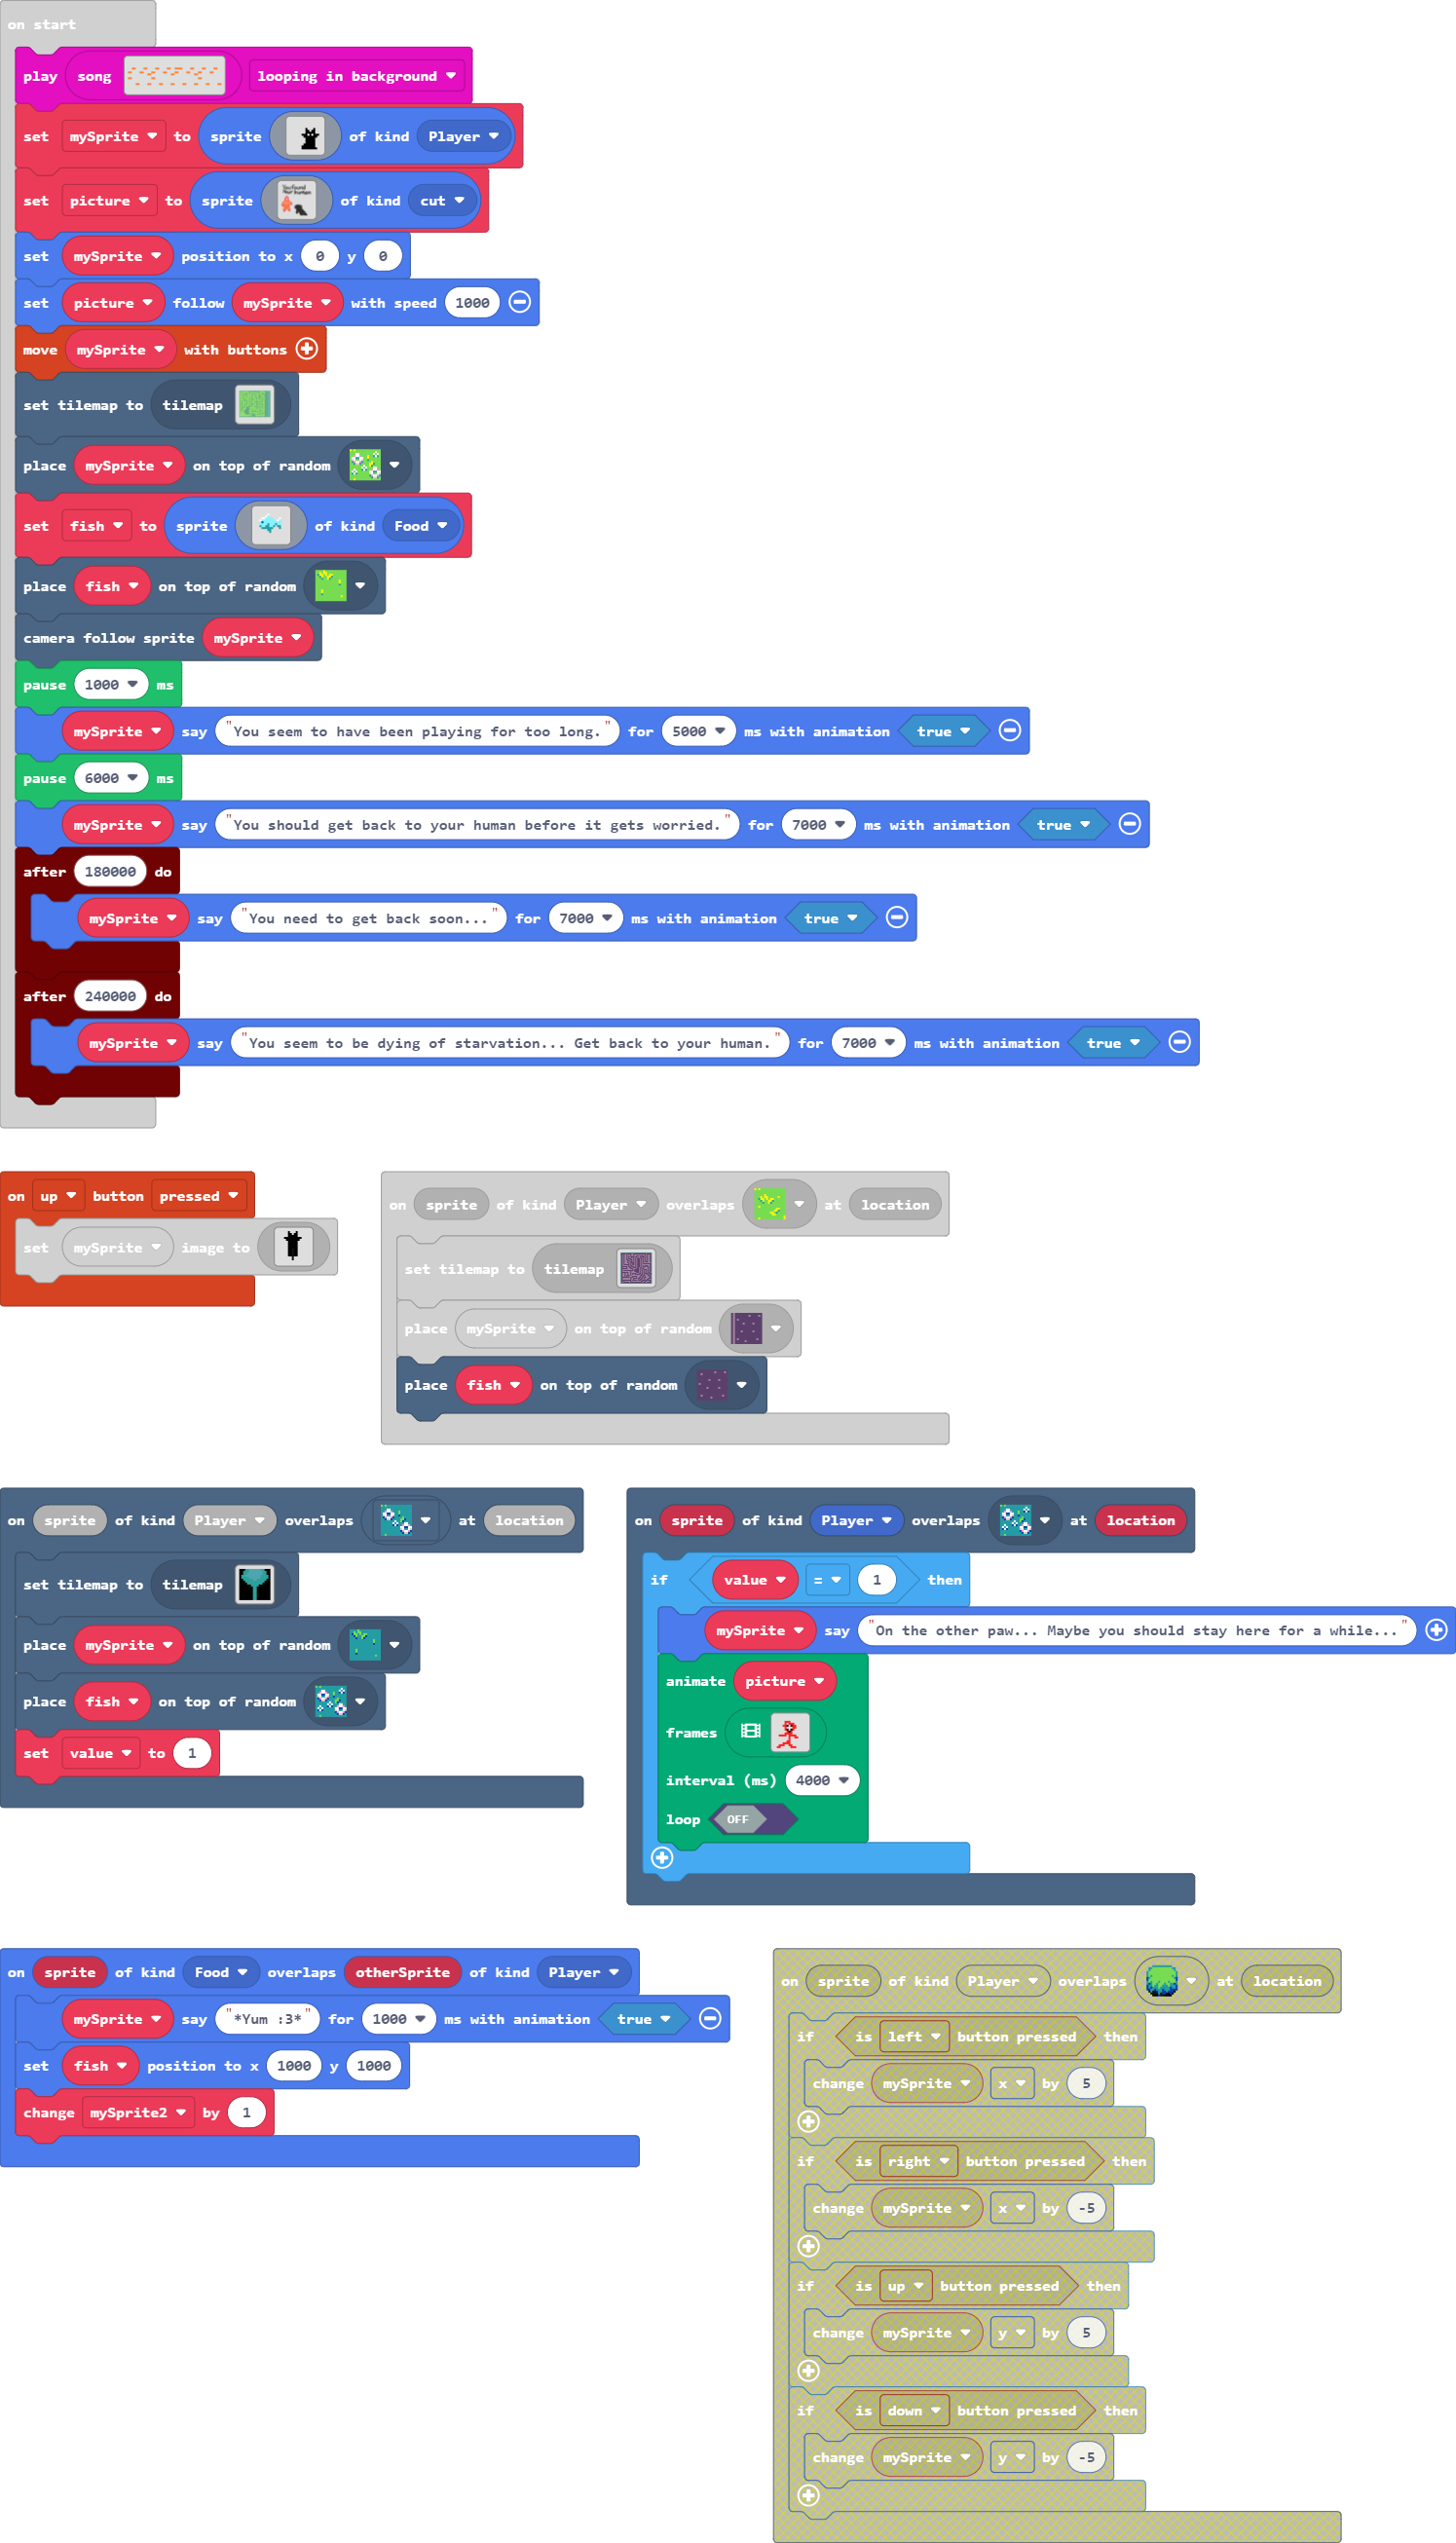 on start
play song looping in background
set mySprite to sprite of kind Player
set picture to sprite You found your human of kind cut
set mySprite position to x 0 y 0
set picture follow mySprite with speed 1000
move mySprite with buttons
set tilemap to tilemap
place mySprite on top of random
set fish to sprite of kind Food
place fish on top of random
camera follow sprite mySprite
pause 1000 ms
mySprite say "You seem to have been playing for too long." for 5000 ms with animation true
pause 6000 ms
mySprite say "You should get back to your human before it gets worried." for 7000 ms with animation true
after 180000 do
mySprite say "You need to get back soon..." for 7000 ms with animation true
after 240000 do
mySprite say "You seem to be dying of starvation... Get back to your human." for 7000 ms with animation true
on up button pressed
set mySprite image to
on sprite of kind Player overlaps at location
set tilemap to tilemap
place mySprite on top of random
place fish on top of random
on sprite of kind Player overlaps at location
set tilemap to tilemap
place mySprite on top of random
place fish on top of random
set value to 1
on sprite of kind Player overlaps at location
if value = 1 then
mySprite say "On the other paw... Maybe you should stay here for a while..."
animate picture
frames
interval (ms) 4000
loop OFF
on sprite of kind Food overlaps otherSprite of kind Player
mySprite say "*Yum :3*" for 1000 ms with animation true
set fish position to x 1000 y 1000
change mySprite2 by 1
on sprite of kind Player overlaps at location
if is left button pressed then
change mySprite x by 5
if is right button pressed then
change mySprite x by -5
if is up button pressed then
change mySprite y by 5
if is down button pressed then
change mySprite y by -5